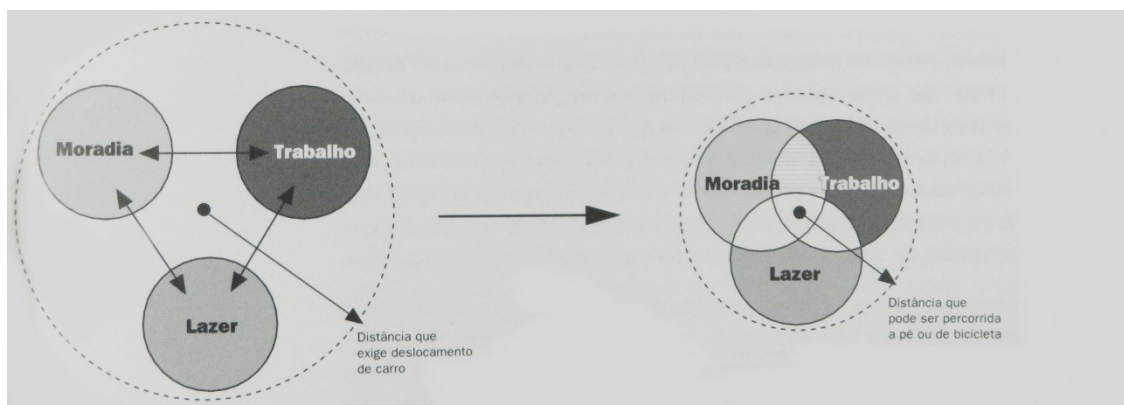 Moradia
Trabalho
Lazer
Distância que
exige deslocamento
de carro
Moradia
Trabalho
Lazer
Distância que
pode ser percorrida
a pé ou de bicicleta